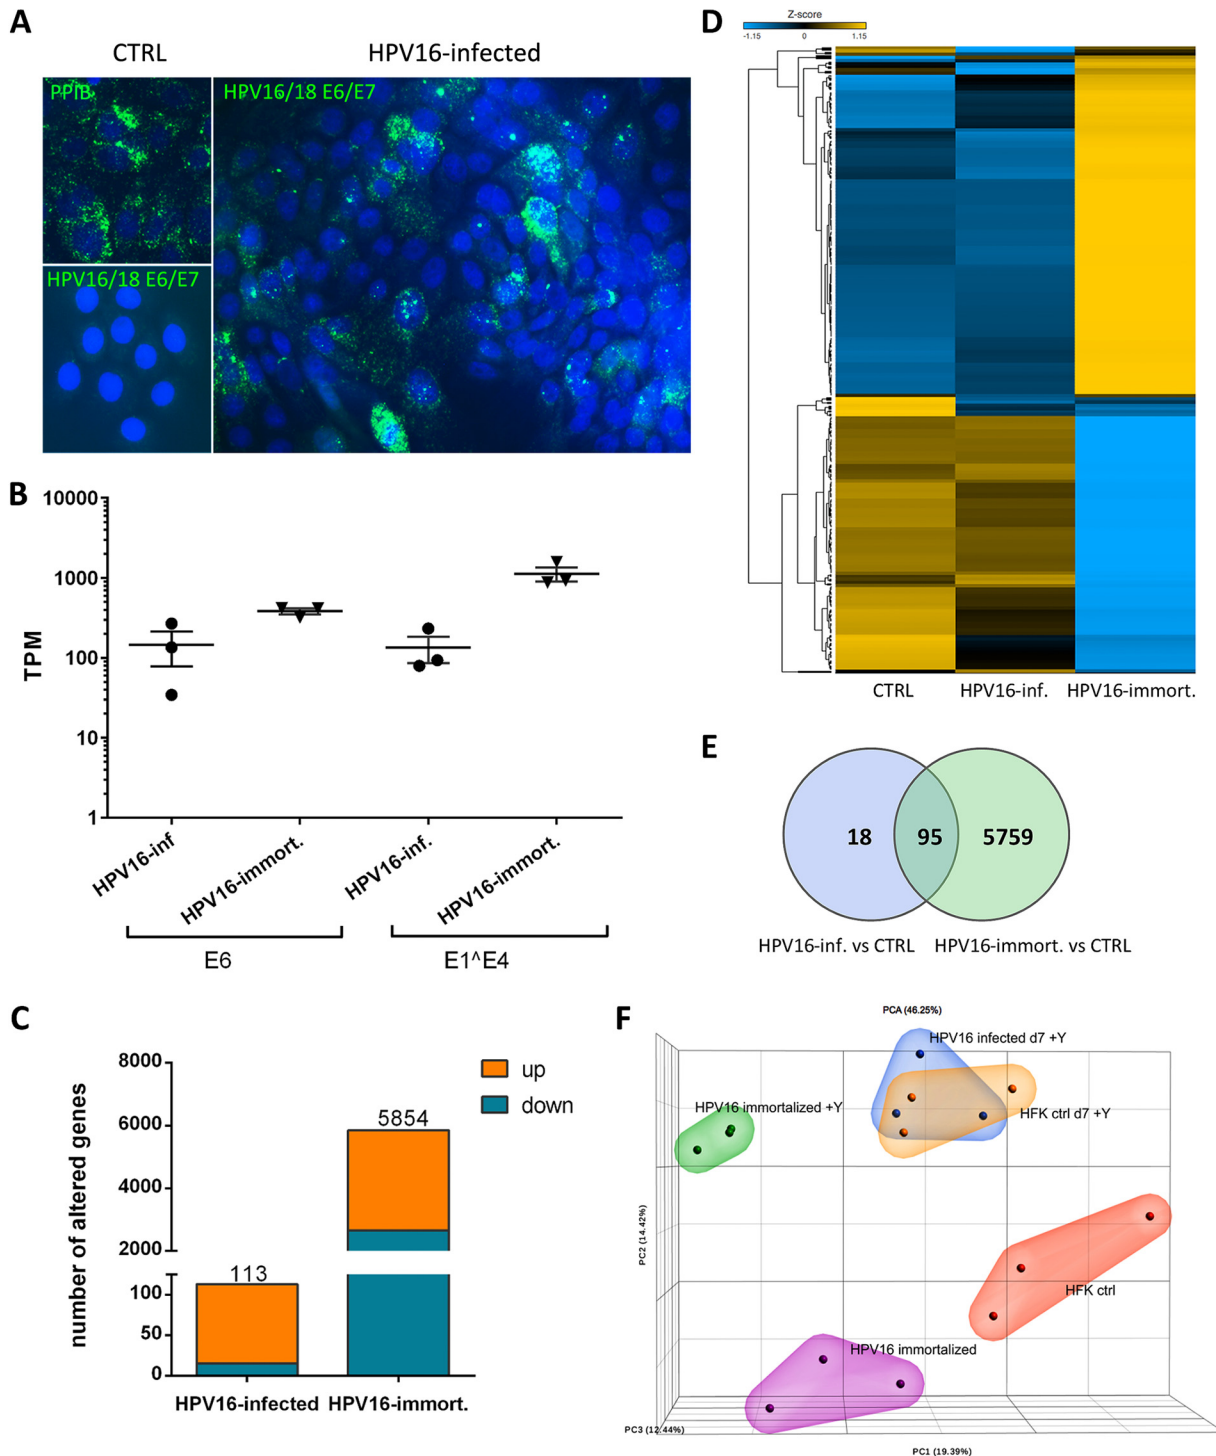 A
CTRL
HPV16-infected
PPIB
HPV16/18 E6/E7
HPV16/18 E6/E7
B
TPM
10000
1000
100
10
1
HPV16-inf
HPV16-immort.
HPV16-inf.
HPV16-immort.
E6
E1^E4
C
number of altered genes
8000
6000
4000
2000
100
50
0
113
5854
up
down
HPV16-infected
HPV16-immort.
D
Z-score
-1.15
0
1.15
CTRL
HPV16-inf.
HPV16-immort.
E
18
95
5759
HPV16-inf. vs CTRL
HPV16-immort. vs CTRL
F
PCA (46.25%)
HPV16 infected d7 +Y
HPV16 immortalized +Y
HFK ctrl d7 +Y
PC2 (14.42%)
HFK ctrl
HPV16 immortalized
PC3 (12.44%)
PC1 (19.39%)